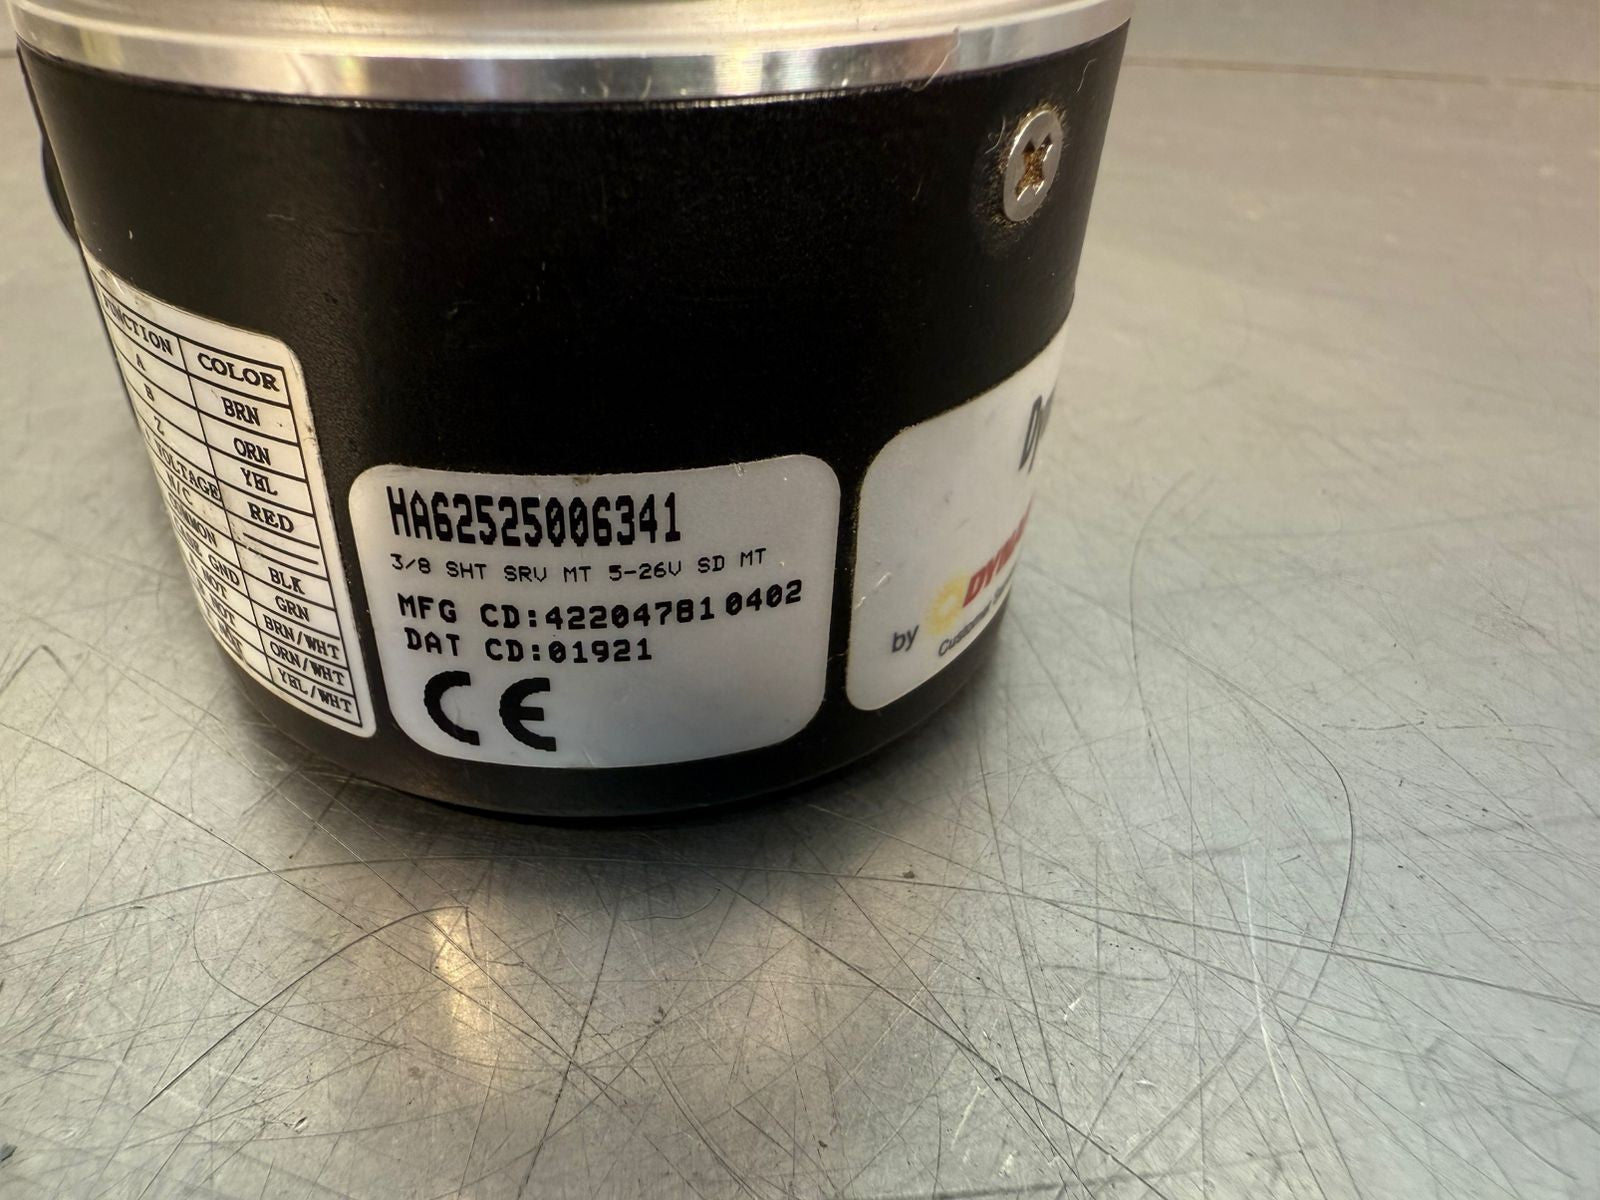 FUNCTION COLOR
A BRN
B ORN
Z YEL
VOLTAGE RED
N/C
COMMON BLK
GND GRN
NOT BRN/WHT
NOT ORN/WHT
NOT YEL/WHT
HA62525006341
3/8 SHT SRV MT 5-26V SD MT
MFG CD:422047810402
DAT CD:01921
CE
by